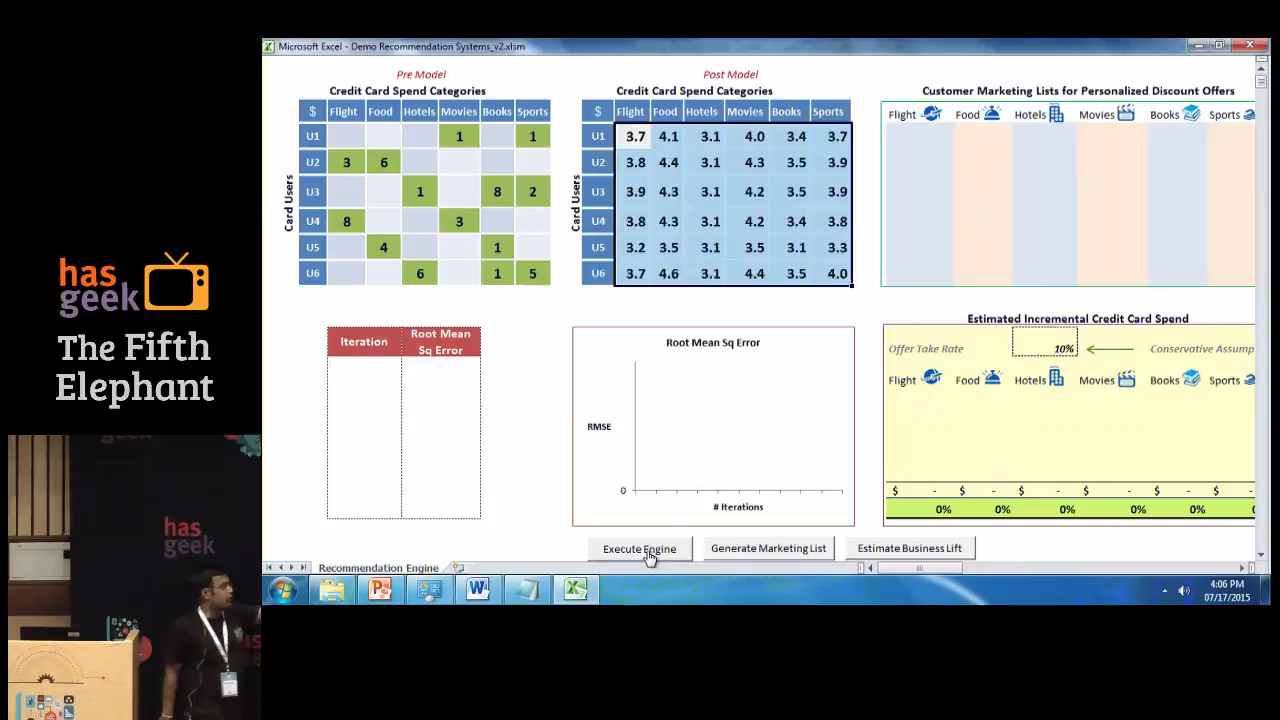 Microsoft Excel - Demo Recommendation Systems_v2.xlsm
Pre Model
Credit Card Spend Categories
$ Flight Food Hotels Movies Books Sports
Card Users
U1 1 1
U2 3 6
U3 1 8 2
U4 8 3
U5 4 1
U6 6 1 5
Post Model
Credit Card Spend Categories
$ Flight Food Hotels Movies Books Sports
Card Users
U1 3.7 4.1 3.1 4.0 3.4 3.7
U2 3.8 4.4 3.1 4.3 3.5 3.9
U3 3.9 4.3 3.1 4.2 3.5 3.9
U4 3.8 4.3 3.1 4.2 3.4 3.8
U5 3.2 3.5 3.1 3.5 3.1 3.3
U6 3.7 4.6 3.1 4.4 3.5 4.0
Customer Marketing Lists for Personalized Discount Offers
Flight Food Hotels Movies Books Sports
Iteration Root Mean
Sq Error
Root Mean Sq Error
RMSE
0
# Iterations
Estimated Incremental Credit Card Spend
Offer Take Rate 10% Conservative Assump
Flight Food Hotels Movies Books Sports
$ - $ - $ - $ - $ - $ -
0% 0% 0% 0% 0% 0
Execute Engine Generate Marketing List Estimate Business Lift
Recommendation Engine
4:06 PM
07/17/2015
has
geek
The Fifth
Elephant
has
geek